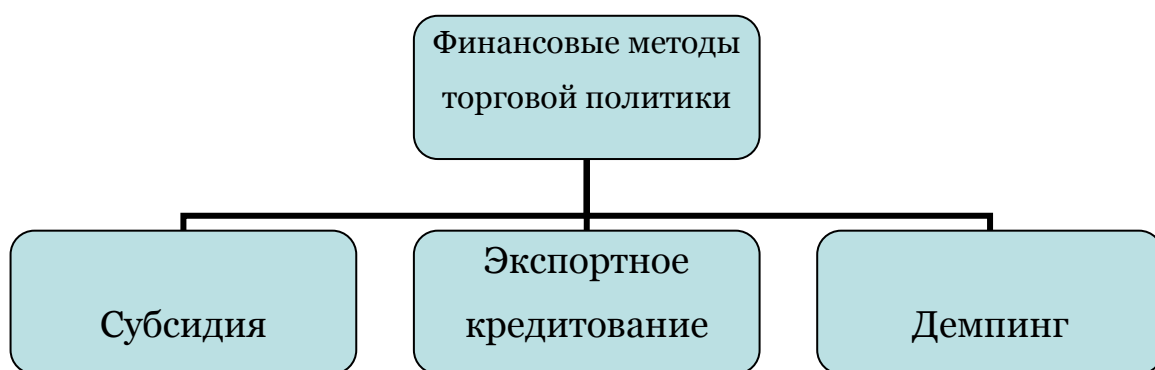 Финансовые методы
торговой политики
Субсидия
Экспортное
кредитование
Демпинг